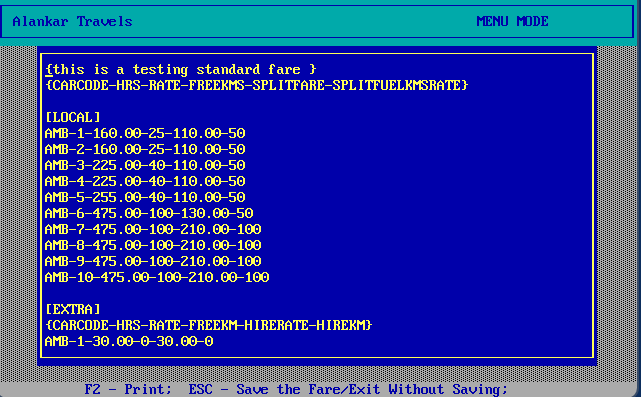 Alankar Travels MENU MODE
{this is a testing standard fare }
{CARCODE-HRS-RATE-FREEKMS-SPLITFARE-SPLITFUELKMSRATE}
[LOCAL]
AMB-1-160.00-25-110.00-50
AMB-2-160.00-25-110.00-50
AMB-3-225.00-40-110.00-50
AMB-4-225.00-40-110.00-50
AMB-5-255.00-40-110.00-50
AMB-6-475.00-100-130.00-50
AMB-7-475.00-100-210.00-100
AMB-8-475.00-100-210.00-100
AMB-9-475.00-100-210.00-100
AMB-10-475.00-100-210.00-100
[EXTRA]
{CARCODE-HRS-RATE-FREEKM-HIRERATE-HIREKM}
AMB-1-30.00-0-30.00-0
F2 - Print;  ESC - Save the Fare/Exit Without Saving;